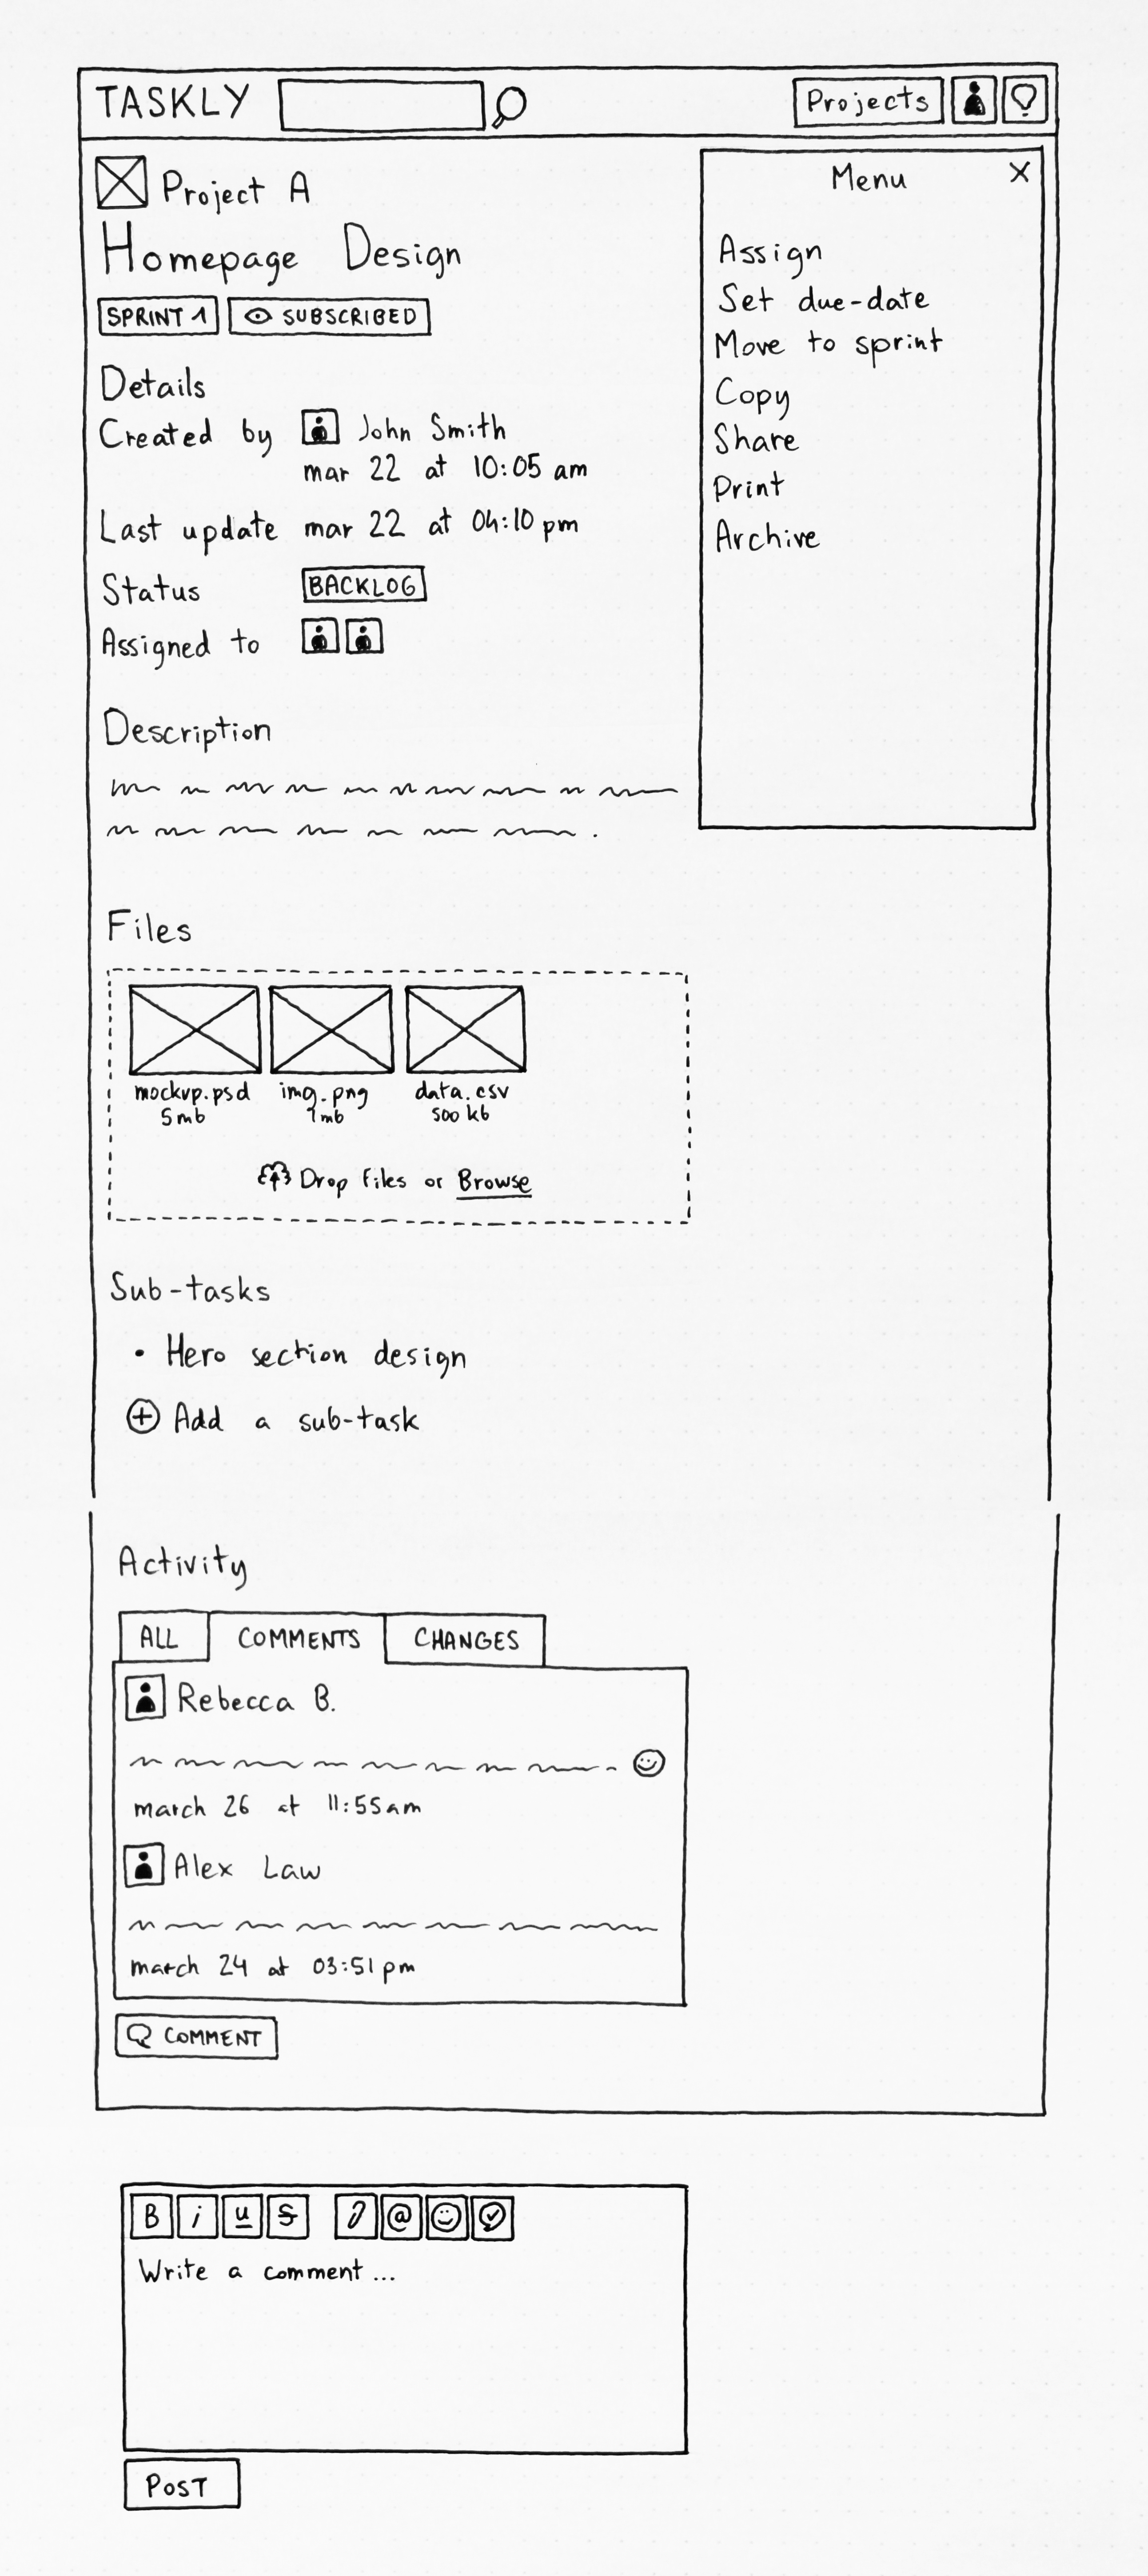 TASKLY
Projects
Project A
Homepage Design
SPRINT 1
SUBSCRIBED
Details
Created by John Smith
mar 22 at 10:05 am
Last update mar 22 at 04:10 pm
Status BACKLOG
Assigned to
Description
Menu X
Assign
Set due-date
Move to sprint
Copy
Share
Print
Archive
Files
mockup.psd
5mb
img.png
1mb
data.csv
500 kb
Drop files or Browse
Sub-tasks
• Hero section design
+ Add a sub-task
Activity
ALL
COMMENTS
CHANGES
Rebecca B.
march 26 at 11:55am
Alex Law
march 24 at 03:51pm
COMMENT
B i u S @
Write a comment...
POST